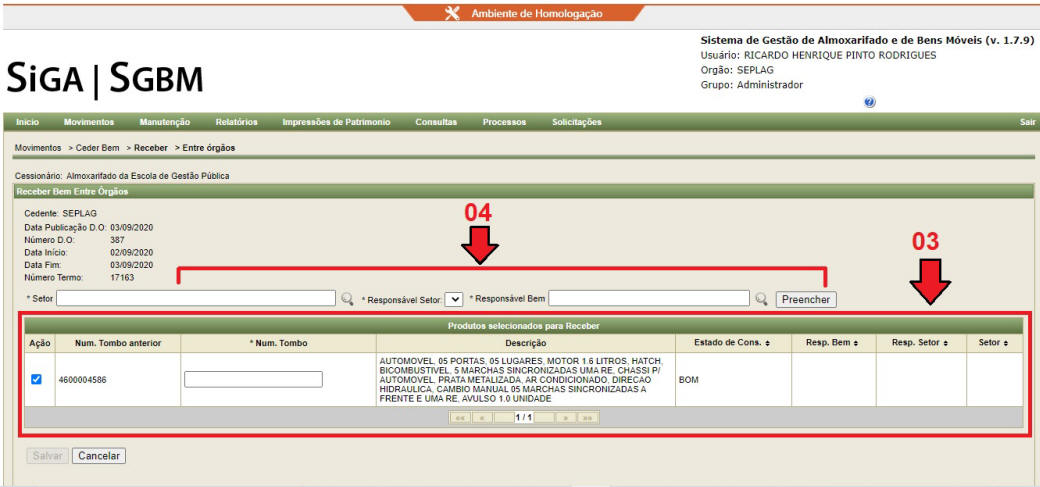 Ambiente de Homologação
Sistema de Gestão de Almoxarifado e de Bens Móveis (v. 1.7.9)
Usuário: RICARDO HENRIQUE PINTO RODRIGUES
Orgão: SEPLAG
Grupo: Administrador
SIGA | SGBM
Início Movimentos Manutenção Relatórios Impressões de Patrimonio Consultas Processos Solicitações Sair
Movimentos > Ceder Bem > Receber > Entre órgãos
Cessionário: Almoxarifado da Escola de Gestão Pública
Receber Bem Entre Órgãos
Cedente: SEPLAG
Data Publicação D.O: 03/09/2020
Número D.O: 387
Data Início: 02/09/2020
Data Fim: 03/09/2020
Número Termo: 17163
04
03
* Setor * Responsável Setor: * Responsável Bem Preencher
Produtos selecionados para Receber
Ação Num. Tombo anterior * Num. Tombo Descrição Estado de Cons. Resp. Bem Resp. Setor Setor
4600004586
AUTOMOVEL, 05 PORTAS, 05 LUGARES, MOTOR 1.6 LITROS, HATCH,
BICOMBUSTIVEL, 5 MARCHAS SINCRONIZADAS UMA RE, CHASSI P/
AUTOMOVEL, PRATA METALIZADA, AR CONDICIONADO, DIRECAO
HIDRAULICA, CAMBIO MANUAL 05 MARCHAS SINCRONIZADAS A
FRENTE E UMA RE, AVULSO 1.0 UNIDADE
BOM
«« « 1 / 1 » »»
Salvar Cancelar